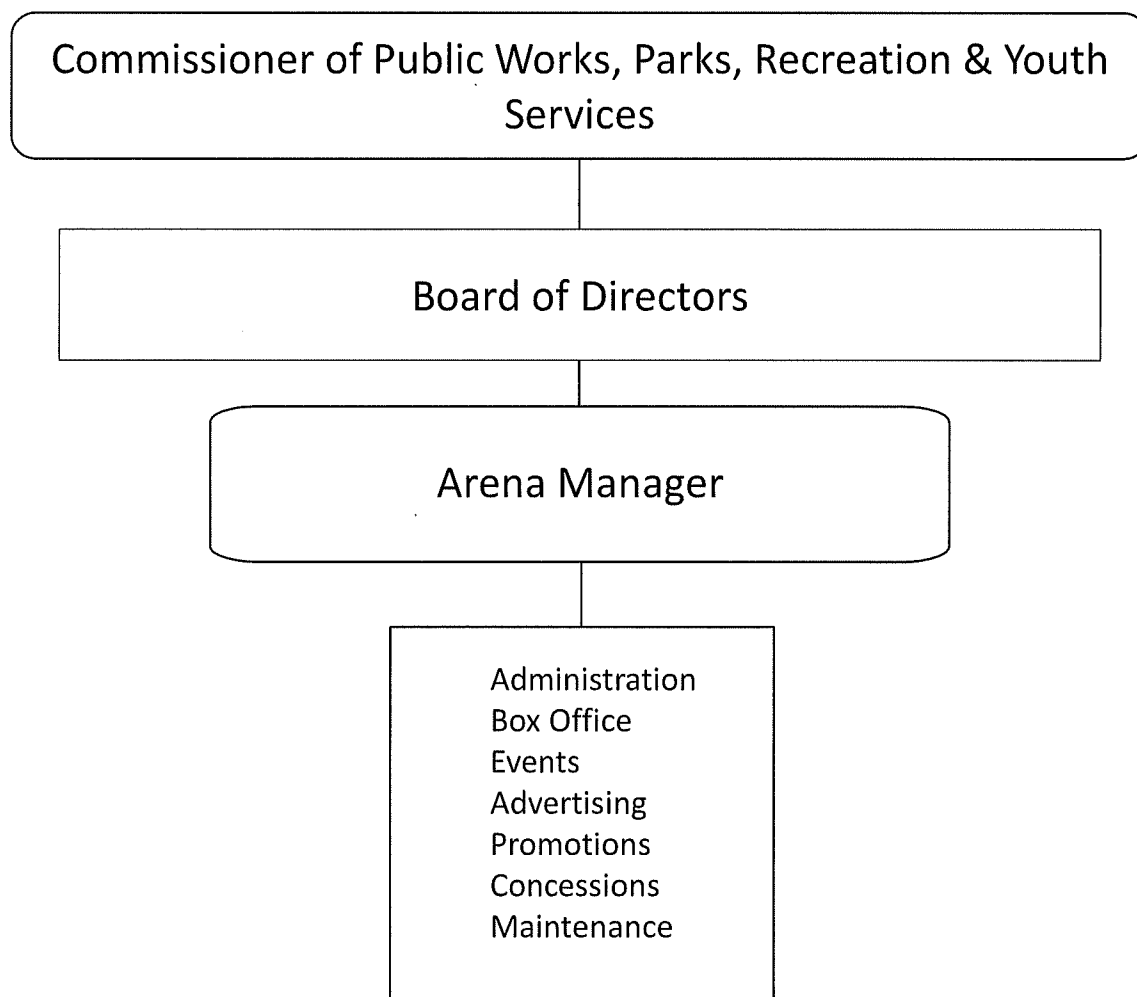 Commissioner of Public Works, Parks, Recreation & Youth
Services
Board of Directors
Arena Manager
Administration
Box Office
Events
Advertising
Promotions
Concessions
Maintenance